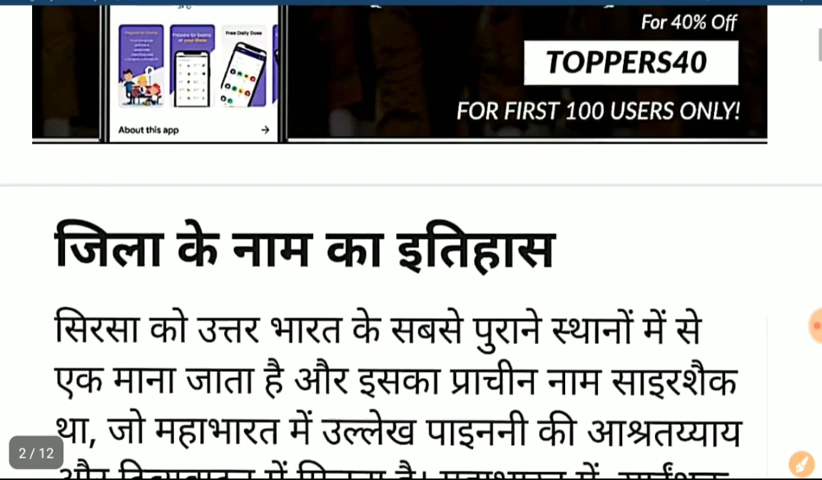 Free Daily Dose
For 40% Off
TOPPERS40
FOR FIRST 100 USERS ONLY!
About this app
जिला के नाम का इतिहास
सिरसा को उत्तर भारत के सबसे पुराने स्थानों में से
एक माना जाता है और इसका प्राचीन नाम साइरशैक
था, जो महाभारत में उल्लेख पाइननी की आश्रतय्याय
2 / 12